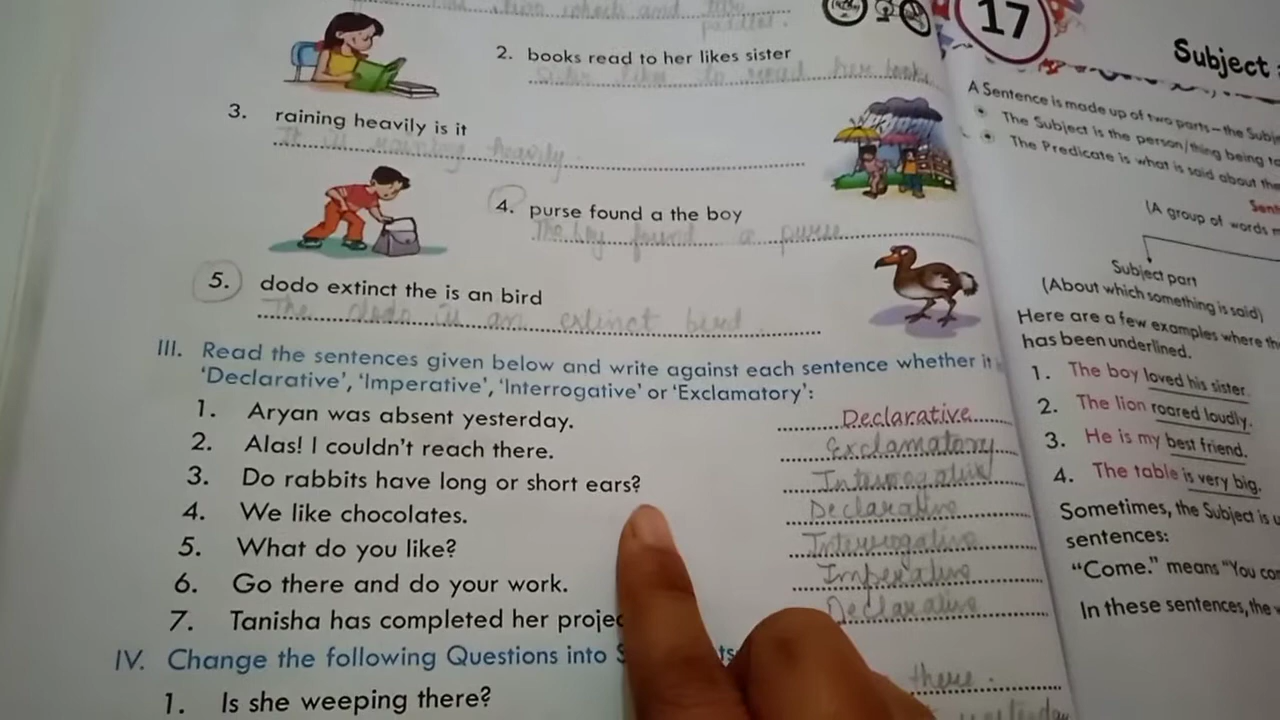 2. books read to her likes sister
sister likes to read her books
3. raining heavily is it
It is raining heavily.
4. purse found a the boy
The boy found a purse
5. dodo extinct the is an bird
The dodo is an extinct bird.
III. Read the sentences given below and write against each sentence whether it
'Declarative', 'Imperative', 'Interrogative' or 'Exclamatory':
1. Aryan was absent yesterday. Declarative
2. Alas! I couldn't reach there. Exclamatory
3. Do rabbits have long or short ears? Interrogative
4. We like chocolates. Declarative
5. What do you like? Interrogative
6. Go there and do your work. Imperative
7. Tanisha has completed her Declarative
IV. Change the following Questions into
1. Is she weeping there? there.
17
Subject
A Sentence is made up of two parts – the
The Subject is the person/thing being
The Predicate is what is said about
(A group of words
Subject part
(About which something is said)
Here are a few examples where
has been underlined.
1. The boy loved his sister.
2. The lion roared loudly.
3. He is my best friend.
4. The table is very big.
Sometimes, the Subject is
sentences:
"Come." means "You
In these sentences, the